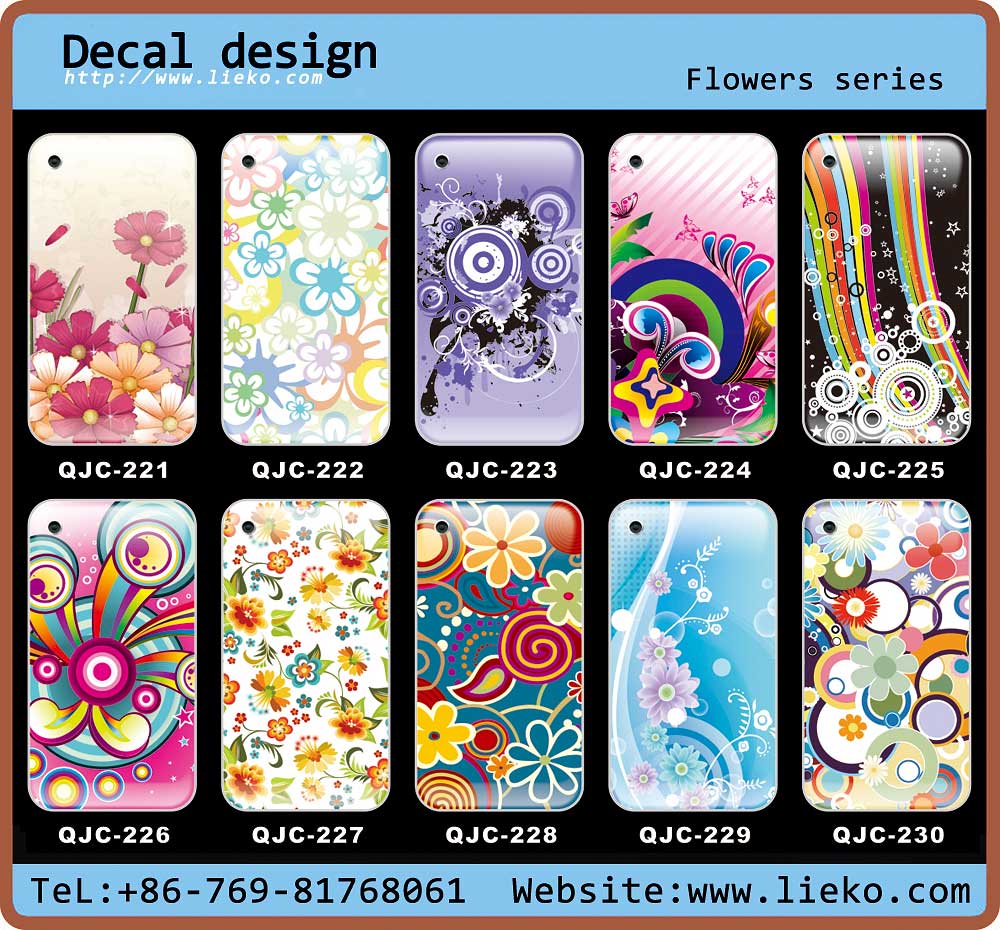 Decal design
http://www.lieko.com
Flowers series
QJC-221 QJC-222 QJC-223 QJC-224 QJC-225
QJC-226 QJC-227 QJC-228 QJC-229 QJC-230
TeL:+86-769-81768061 Website:www.lieko.com